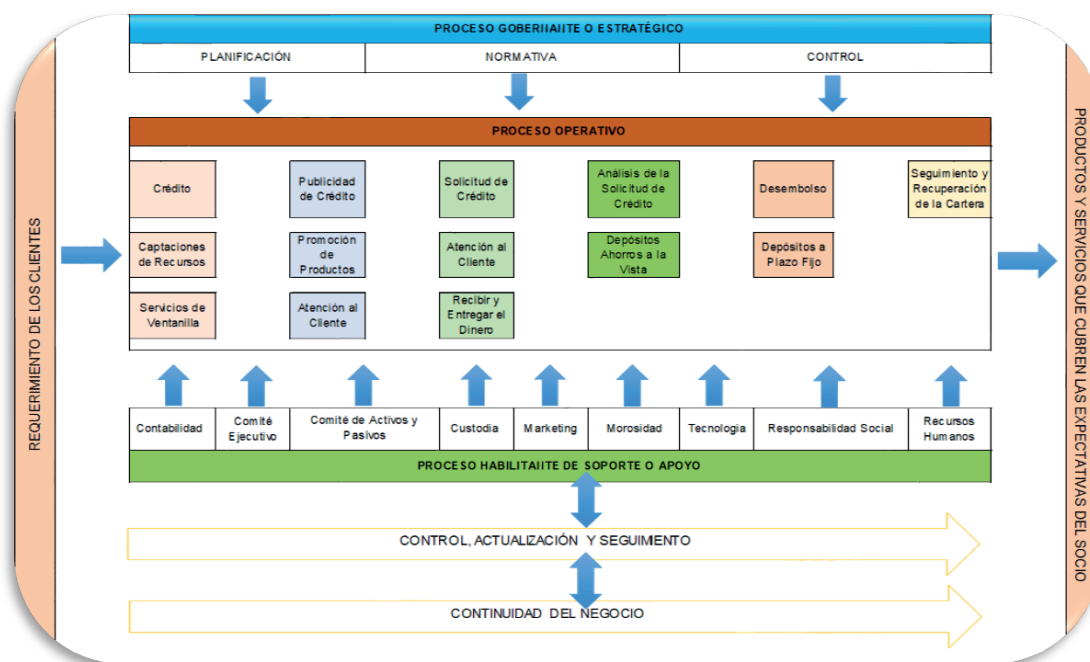 PROCESO GOBERIIAIITE O ESTRATÉGICO
PLANIFICACIÓN
NORMATIVA
CONTROL
PROCESO OPERATIVO
Crédito
Publicidad
de Crédito
Solicitud de
Crédito
Análisis de la
Solicitud de
Crédito
Desembolso
Seguimiento y
Recuperación
de la Cartera
Captaciones
de Recursos
Promoción
de
Productos
Atención al
Cliente
Depósitos
Ahorros a la
Vista
Depósitos a
Plazo Fijo
Servicios de
Ventanilla
Atención al
Cliente
Recibir y
Entregar el
Dinero
Contabilidad
Comité
Ejecutivo
Comité de Activos y
Pasivos
Custodia
Marketing
Morosidad
Tecnologia
Responsabilidad Social
Recursos
Humanos
PROCESO HABILITAIITE DE SOPORTE O APOYO
CONTROL, ACTUALIZACIÓN Y SEGUIMIENTO
CONTINUIDAD DEL NEGOCIO
REQUERIMIENTO DE LOS CLIENTES
PRODUCTOS Y SERVICIOS QUE CUBREN LAS EXPECTATIVAS DEL SOCIO